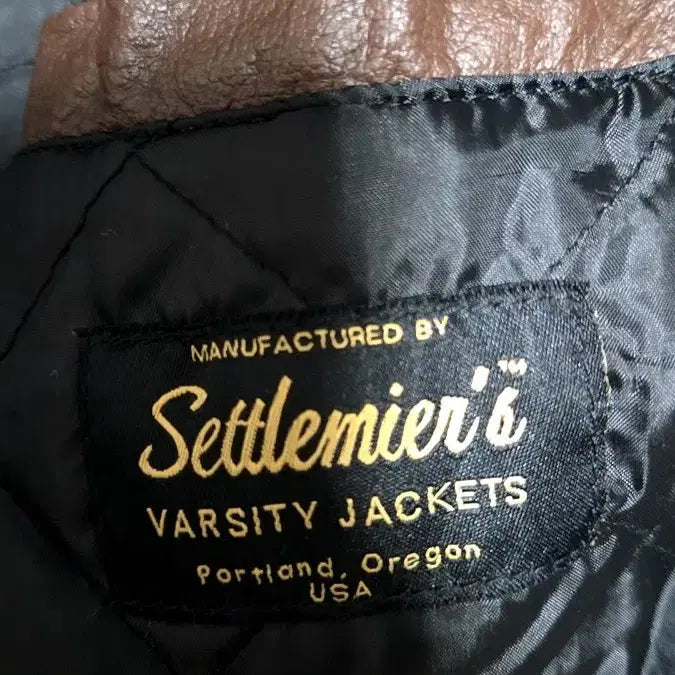 MANUFACTURED BY
Settlemier's™
VARSITY JACKETS
Portland, Oregon
USA